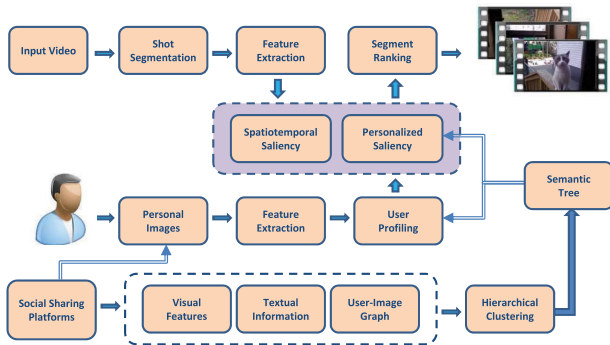 Input Video
Shot
Segmentation
Feature
Extraction
Segment
Ranking
Spatiotemporal
Saliency
Personalized
Saliency
Semantic
Tree
Personal
Images
Feature
Extraction
User
Profiling
Social Sharing
Platforms
Visual
Features
Textual
Information
User-Image
Graph
Hierarchical
Clustering